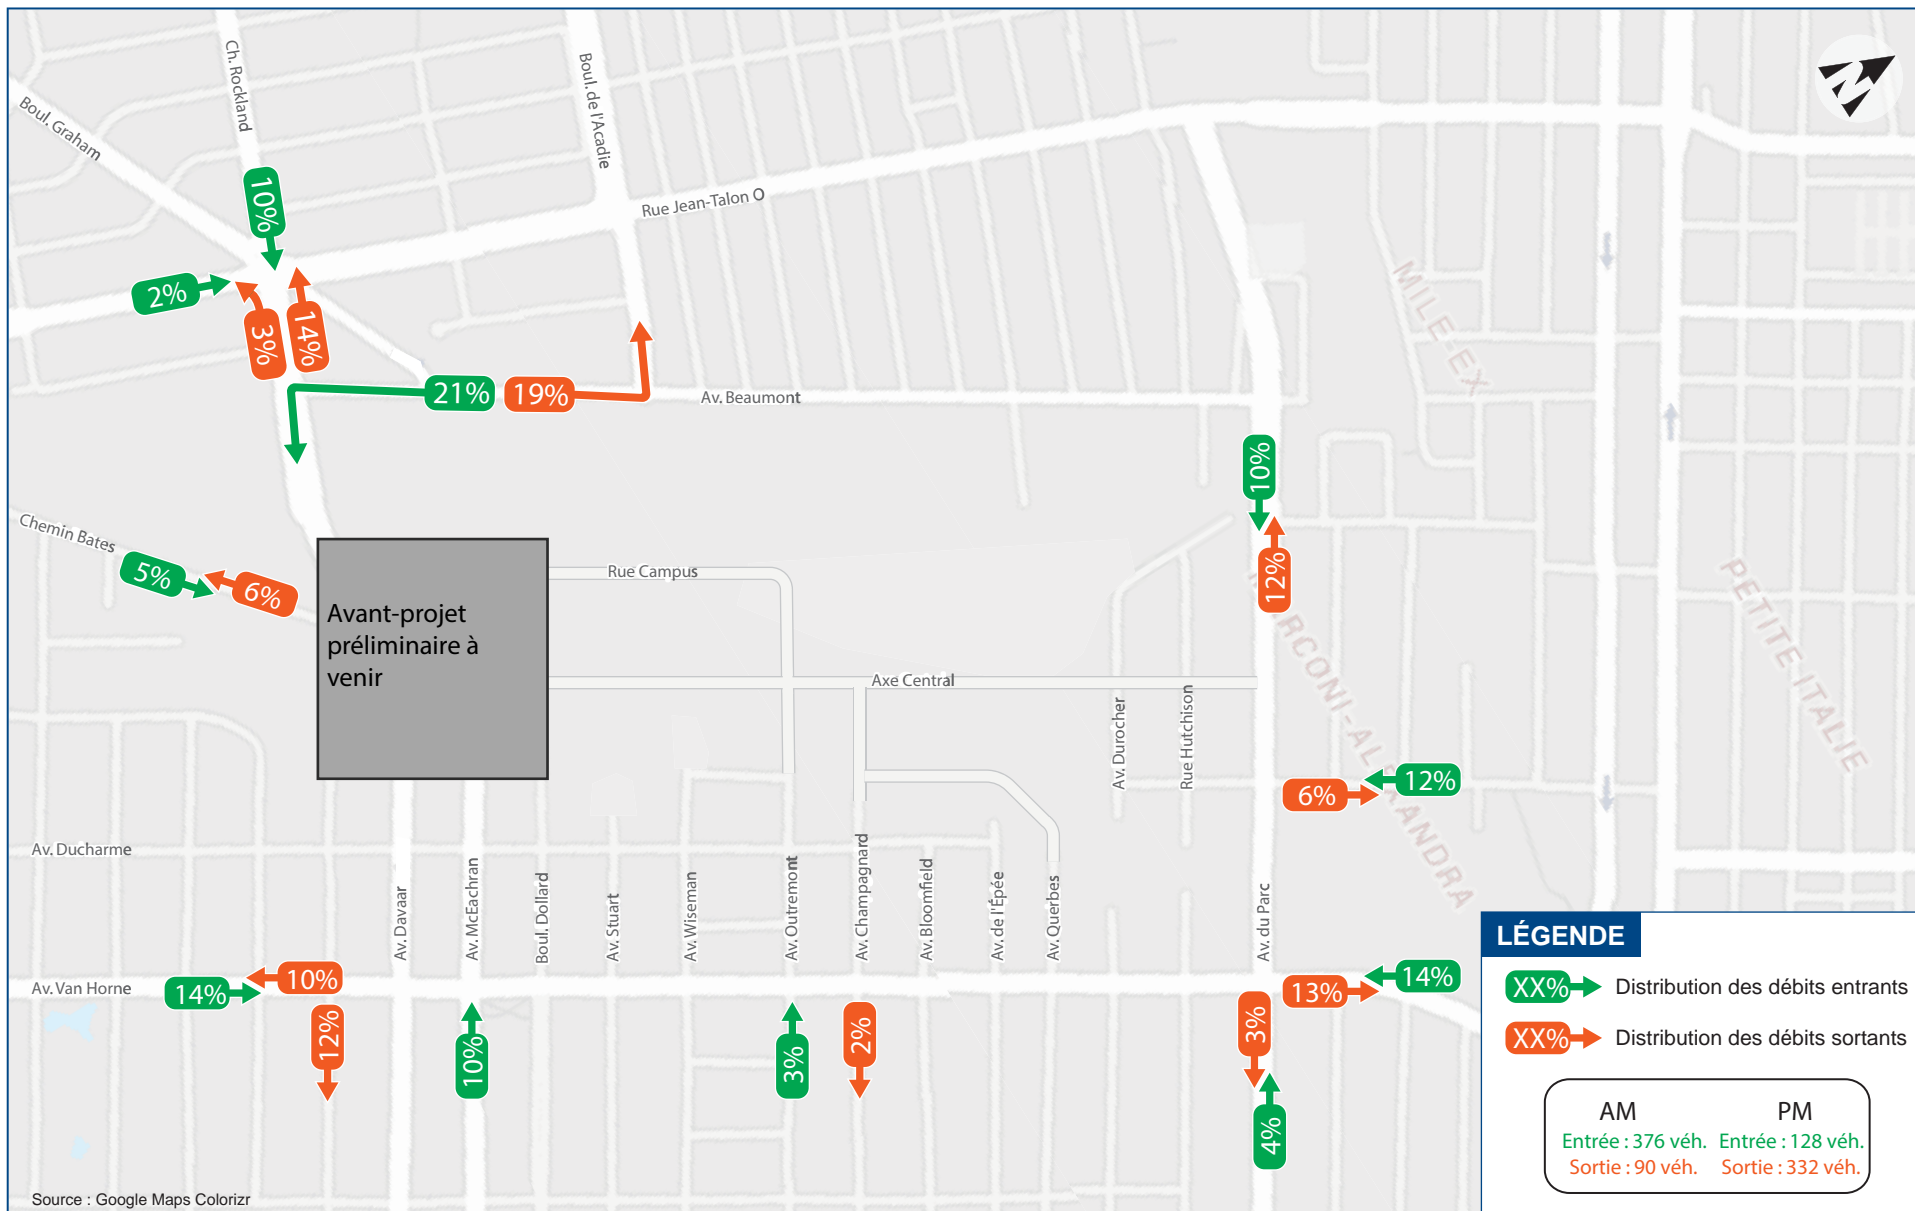 Ch. Rockland
Boul. de l'Acadie
Boul. Graham
Rue Jean-Talon O
10%
2%
3%
14%
21%
19%
Av. Beaumont
MILE-EX
10%
12%
Chemin Bates
5%
6%
Rue Campus
Avant-projet
préliminaire à
venir
Axe Central
MARCONI-ALEXANDRA
PETITE ITALIE
Av. Durocher
Rue Hutchison
6%
12%
Av. Ducharme
Av. Davaar
Av. McEachran
Boul. Dollard
Av. Stuart
Av. Wiseman
Av. Outremont
Av. Champagnard
Av. Bloomfield
Av. de l'Épée
Av. Querbes
Av. du Parc
Av. Van Horne
14%
10%
12%
10%
3%
2%
3%
4%
13%
14%
LÉGENDE
XX% Distribution des débits entrants
XX% Distribution des débits sortants
AM PM
Entrée : 376 véh. Entrée : 128 véh.
Sortie : 90 véh. Sortie : 332 véh.
Source : Google Maps Colorizr